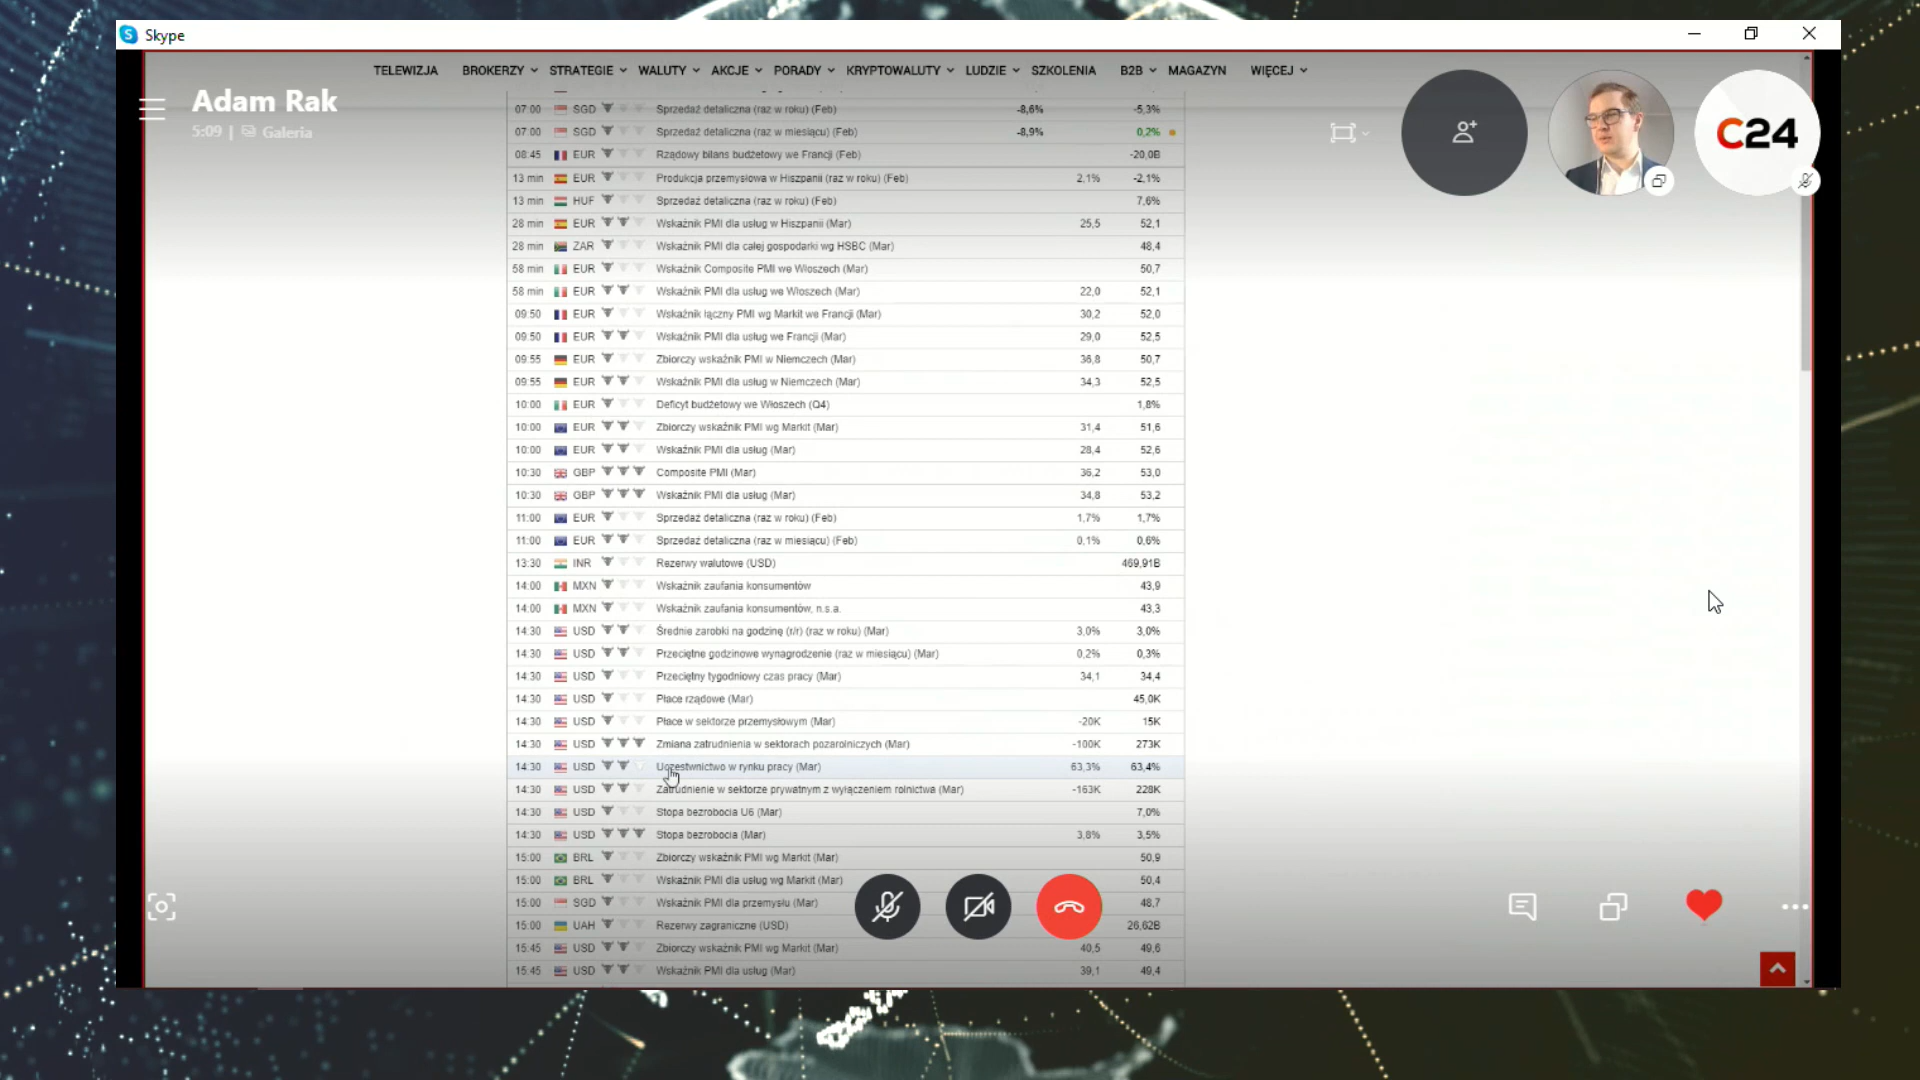 Skype
TELEWIZJA BROKERZY STRATEGIE WALUTY AKCJE PORADY KRYPTOWALUTY LUDZIE SZKOLENIA B2B MAGAZYN WIĘCEJ
Adam Rak
5:09 | Galeria
C24
07:00 SGD Sprzedaż detaliczna (raz w roku) (Feb) -8,6% -5,3%
07:00 SGD Sprzedaż detaliczna (raz w miesiącu) (Feb) -8,9% 0,2%
08:45 EUR Rządowy bilans budżetowy we Francji (Feb) -20,0B
13 min EUR Produkcja przemysłowa w Hiszpanii (raz w roku) (Feb) 2,1% -2,1%
13 min HUF Sprzedaż detaliczna (raz w roku) (Feb) 7,6%
28 min EUR Wskaźnik PMI dla usług w Hiszpanii (Mar) 25,5 52,1
28 min ZAR Wskaźnik PMI dla całej gospodarki wg HSBC (Mar) 48,4
58 min EUR Wskaźnik Composite PMI we Włoszech (Mar) 50,7
58 min EUR Wskaźnik PMI dla usług we Włoszech (Mar) 22,0 52,1
09:50 EUR Wskaźnik łączny PMI wg Markit we Francji (Mar) 30,2 52,0
09:50 EUR Wskaźnik PMI dla usług we Francji (Mar) 29,0 52,5
09:55 EUR Zbiorczy wskaźnik PMI w Niemczech (Mar) 36,8 50,7
09:55 EUR Wskaźnik PMI dla usług w Niemczech (Mar) 34,3 52,5
10:00 EUR Deficyt budżetowy we Włoszech (Q4) 1,8%
10:00 EUR Zbiorczy wskaźnik PMI wg Markit (Mar) 31,4 51,6
10:00 EUR Wskaźnik PMI dla usług (Mar) 28,4 52,6
10:30 GBP Composite PMI (Mar) 36,2 53,0
10:30 GBP Wskaźnik PMI dla usług (Mar) 34,8 53,2
11:00 EUR Sprzedaż detaliczna (raz w roku) (Feb) 1,7% 1,7%
11:00 EUR Sprzedaż detaliczna (raz w miesiącu) (Feb) 0,1% 0,6%
13:30 INR Rezerwy walutowe (USD) 469,91B
14:00 MXN Wskaźnik zaufania konsumentów 43,9
14:00 MXN Wskaźnik zaufania konsumentów, n.s.a. 43,3
14:30 USD Średnie zarobki na godzinę (r/r) (raz w roku) (Mar) 3,0% 3,0%
14:30 USD Przeciętne godzinowe wynagrodzenie (raz w miesiącu) (Mar) 0,2% 0,3%
14:30 USD Przeciętny tygodniowy czas pracy (Mar) 34,1 34,4
14:30 USD Płace rządowe (Mar) 45,0K
14:30 USD Płace w sektorze przemysłowym (Mar) -20K 15K
14:30 USD Zmiana zatrudnienia w sektorach pozarolniczych (Mar) -100K 273K
14:30 USD Uczestwnictwo w rynku pracy (Mar) 63,3% 63,4%
14:30 USD Zatrudnienie w sektorze prywatnym z wyłączeniem rolnictwa (Mar) -163K 228K
14:30 USD Stopa bezrobocia U6 (Mar) 7,0%
14:30 USD Stopa bezrobocia (Mar) 3,8% 3,5%
15:00 BRL Zbiorczy wskaźnik PMI wg Markit (Mar) 50,9
15:00 BRL Wskaźnik PMI dla usług wg Markit (Mar) 50,4
15:00 SGD Wskaźnik PMI dla przemysłu (Mar) 48,7
15:00 UAH Rezerwy zagraniczne (USD) 26,62B
15:45 USD Zbiorczy wskaźnik PMI wg Markit (Mar) 40,5 49,6
15:45 USD Wskaźnik PMI dla usług (Mar) 39,1 49,4